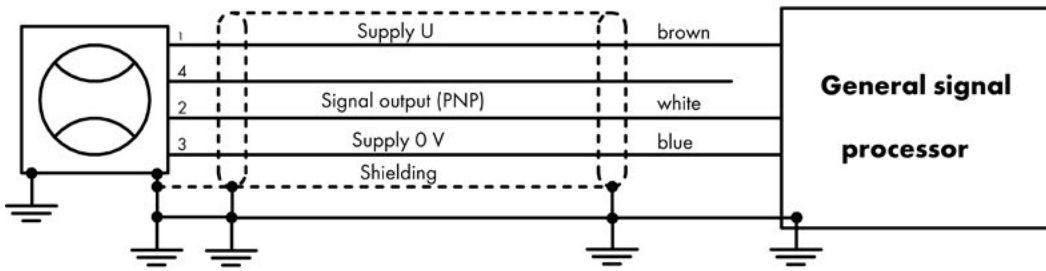 1 Supply U brown
4
2 Signal output (PNP) white
3 Supply 0 V blue
Shielding
General signal
processor